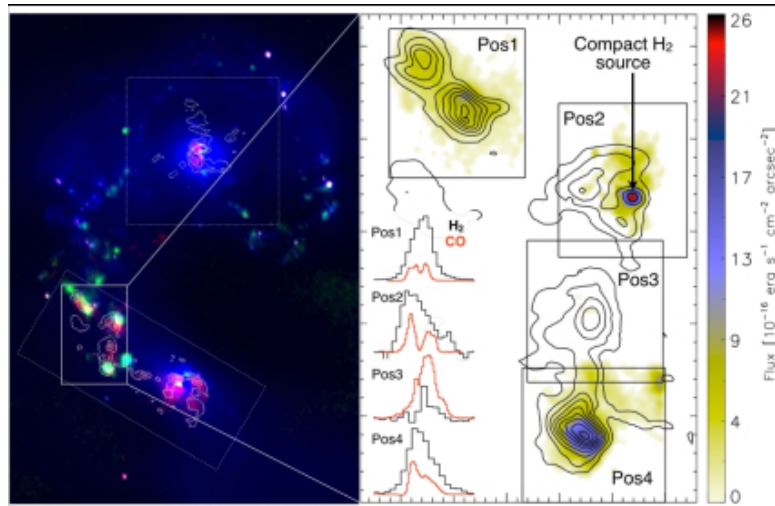 Pos1
Compact H₂
source
Pos2
H₂
CO
Pos1
Pos2
Pos3
Pos3
Pos4
Pos4
26
21
17
13
9
4
0
Flux [10⁻¹⁶ erg s⁻¹ cm⁻² arcsec⁻²]